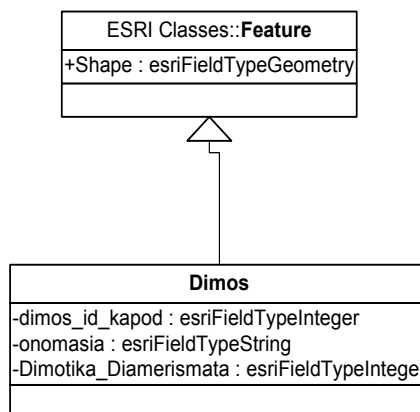 ESRI Classes::Feature
+Shape : esriFieldTypeGeometry
Dimos
-dimos_id_kapod : esriFieldTypeInteger
-onomasia : esriFieldTypeString
-Dimotika_Diamerismata : esriFieldTypeIntege